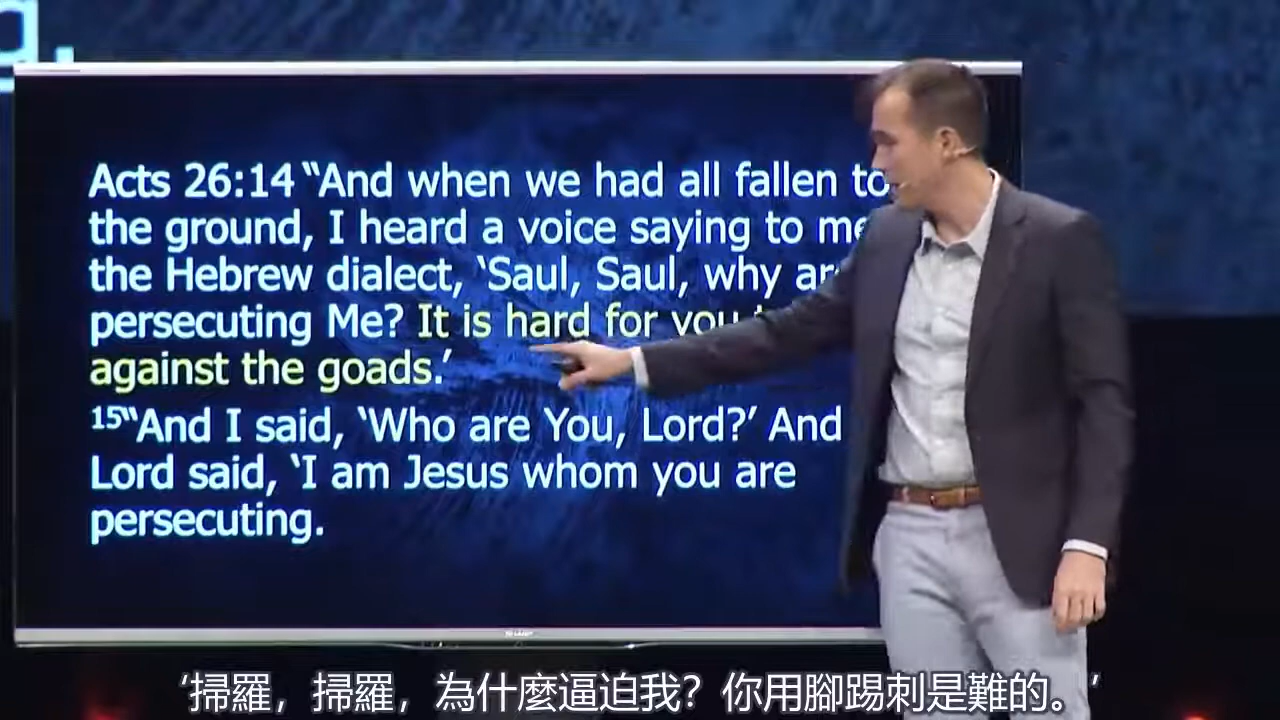 g.
Acts 26:14 “And when we had all fallen to
the ground, I heard a voice saying to me
the Hebrew dialect, ‘Saul, Saul, why are
persecuting Me? It is hard for you
against the goads.’
15“And I said, ‘Who are You, Lord?’ And
Lord said, ‘I am Jesus whom you are
persecuting.
SHARP
‘掃羅，掃羅，為什麼逼迫我？你用腳踢刺是難的。’